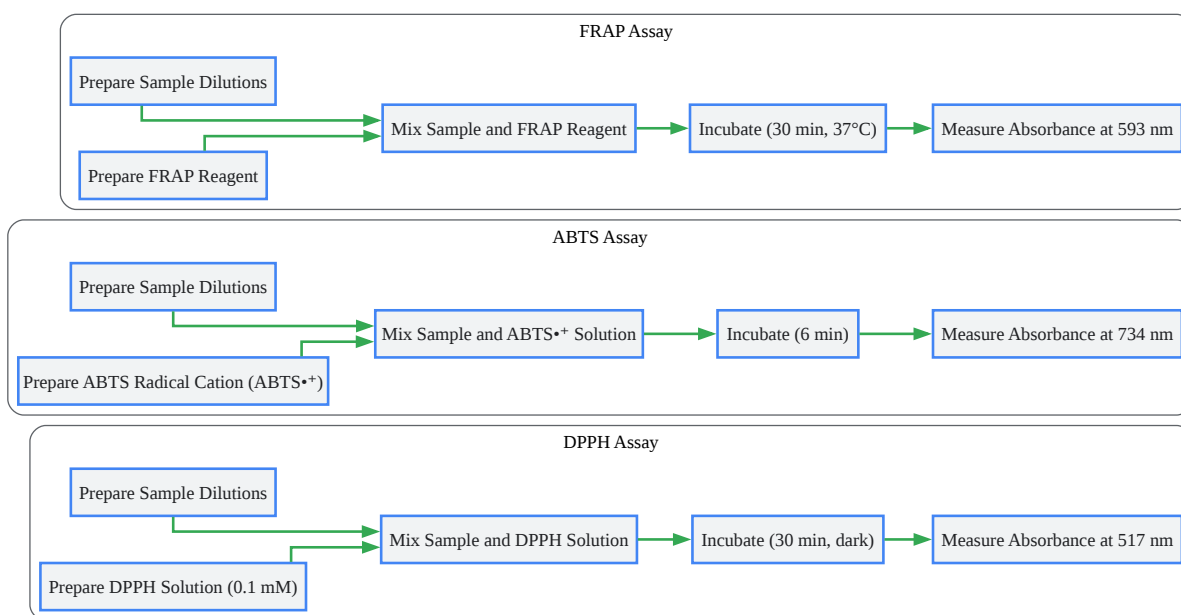 FRAP Assay
Prepare Sample Dilutions
Prepare FRAP Reagent
Mix Sample and FRAP Reagent
Incubate (30 min, 37°C)
Measure Absorbance at 593 nm
ABTS Assay
Prepare Sample Dilutions
Prepare ABTS Radical Cation (ABTS•⁺)
Mix Sample and ABTS•⁺ Solution
Incubate (6 min)
Measure Absorbance at 734 nm
DPPH Assay
Prepare Sample Dilutions
Prepare DPPH Solution (0.1 mM)
Mix Sample and DPPH Solution
Incubate (30 min, dark)
Measure Absorbance at 517 nm